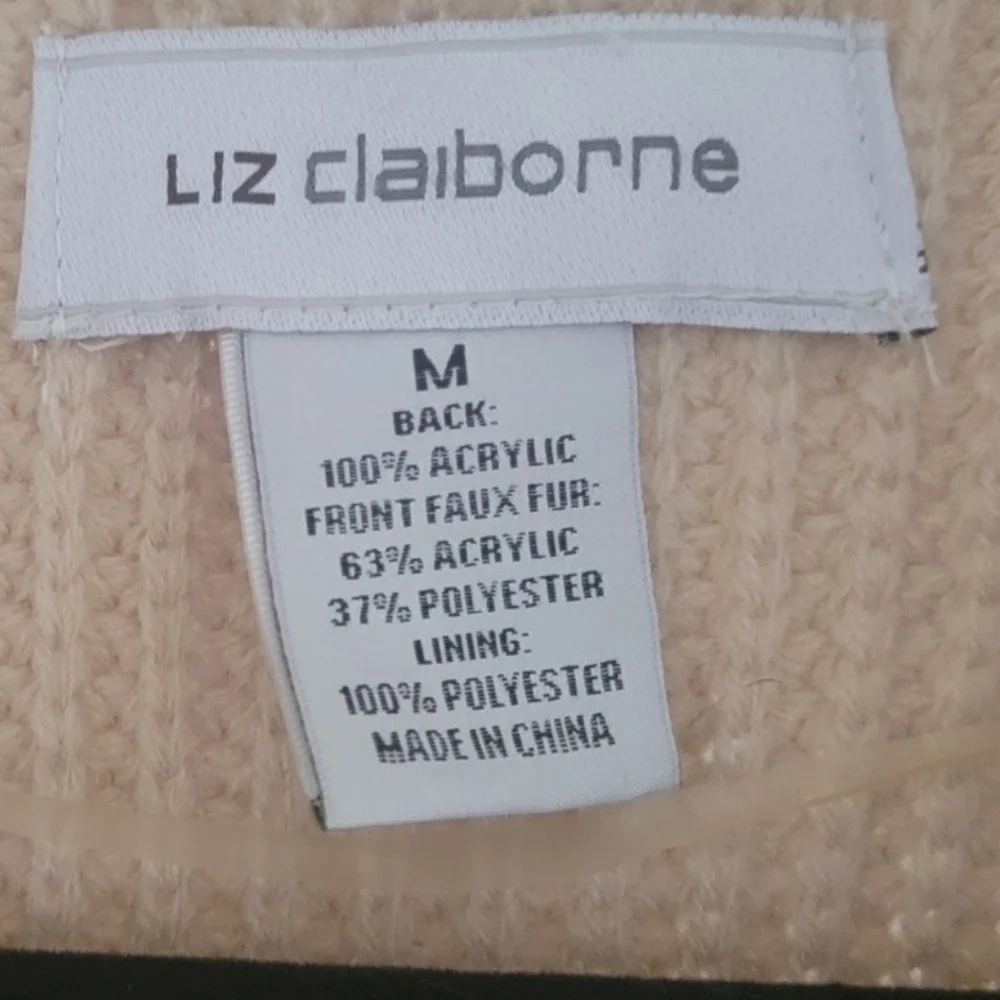 LIZ claiborne
M
BACK:
100% ACRYLIC
FRONT FAUX FUR:
63% ACRYLIC
37% POLYESTER
LINING:
100% POLYESTER
MADE IN CHINA